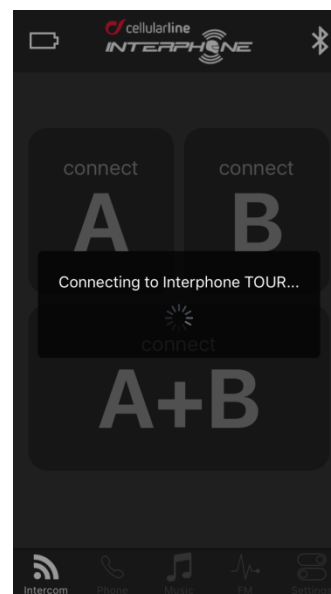 cellularline
INTERPHONE
connect
A
connect
B
Connecting to Interphone TOUR...
connect
A+B
Intercom
Phone
Music
FM
Settings